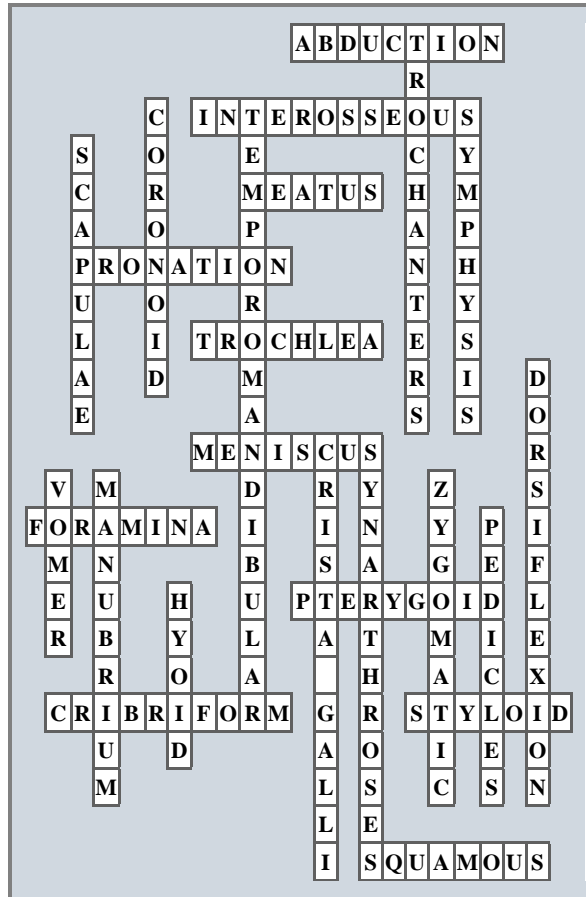 ABDUCTION
TROCHANTERS
CORONOID
INTEROSSEOUS
TEMPOROMANDIBULAR
SYMPHYSIS
SCAPULAE
MEATUS
PRONATION
TROCHLEA
DORSIFLEXION
MENISCUS
CRISTA GALLI
SYNARTHROSES
VOMER
MANUBRIUM
ZYGOMATIC
FORAMINA
PEDICLES
HYOID
PTERYGOID
CRIBRIFORM
STYLOID
SQUAMOUS